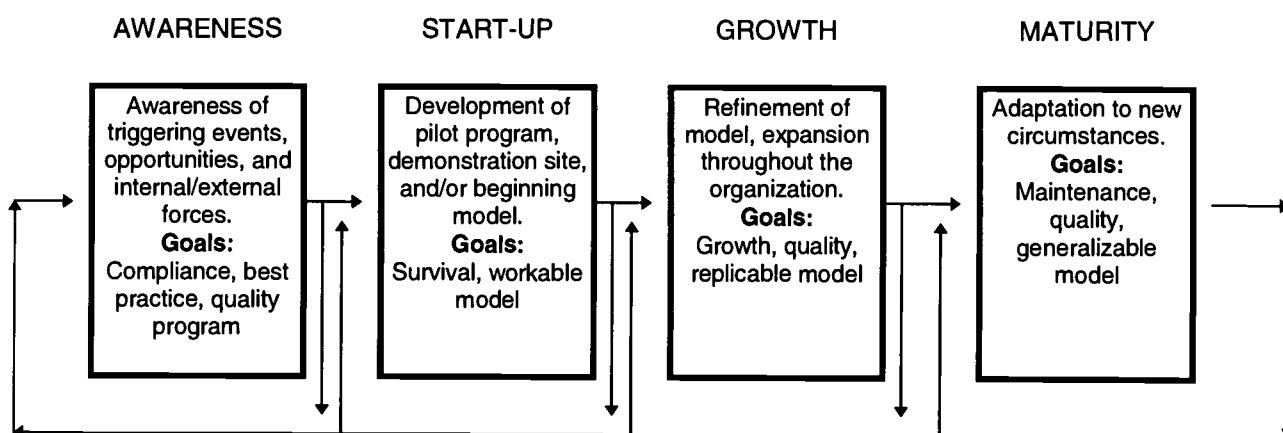 AWARENESS
START-UP
GROWTH
MATURITY
Awareness of
triggering events,
opportunities, and
internal/external
forces.
Goals:
Compliance, best
practice, quality
program
Development of
pilot program,
demonstration site,
and/or beginning
model.
Goals:
Survival, workable
model
Refinement of
model, expansion
throughout the
organization.
Goals:
Growth, quality,
replicable model
Adaptation to new
circumstances.
Goals:
Maintenance,
quality,
generalizable
model